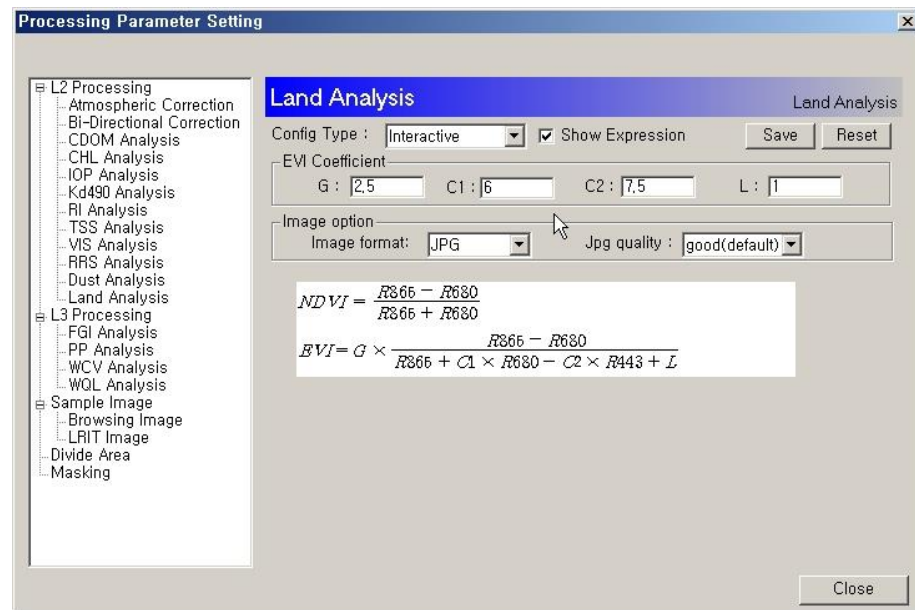 Processing Parameter Setting
L2 Processing
Atmospheric Correction
Bi-Directional Correction
CDOM Analysis
CHL Analysis
IOP Analysis
Kd490 Analysis
RI Analysis
TSS Analysis
VIS Analysis
RRS Analysis
Dust Analysis
Land Analysis
L3 Processing
FGI Analysis
PP Analysis
WCV Analysis
WQL Analysis
Sample Image
Browsing Image
LRIT Image
Divide Area
Masking
Land Analysis
Land Analysis
Config Type : Interactive Show Expression Save Reset
EVI Coefficient
G : 2,5 C1 : 6 C2 : 7,5 L : 1
Image option
Image format: JPG Jpg quality : good(default)
NDVI = (R865 − R680) / (R865 + R680)
EVI = G × (R865 − R680) / (R865 + C1 × R680 − C2 × R443 + L)
Close